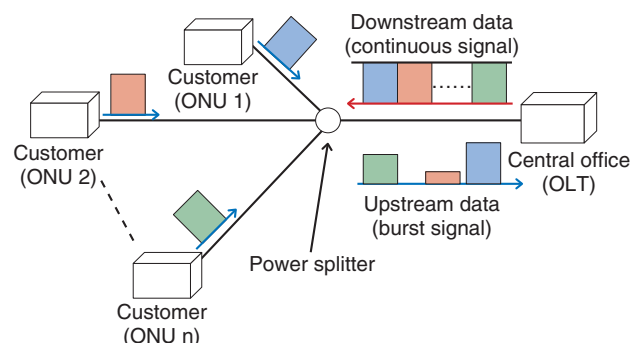 Downstream data
(continuous signal)
Customer
(ONU 1)
Customer
(ONU 2)
Central office
(OLT)
Upstream data
(burst signal)
Power splitter
Customer
(ONU n)